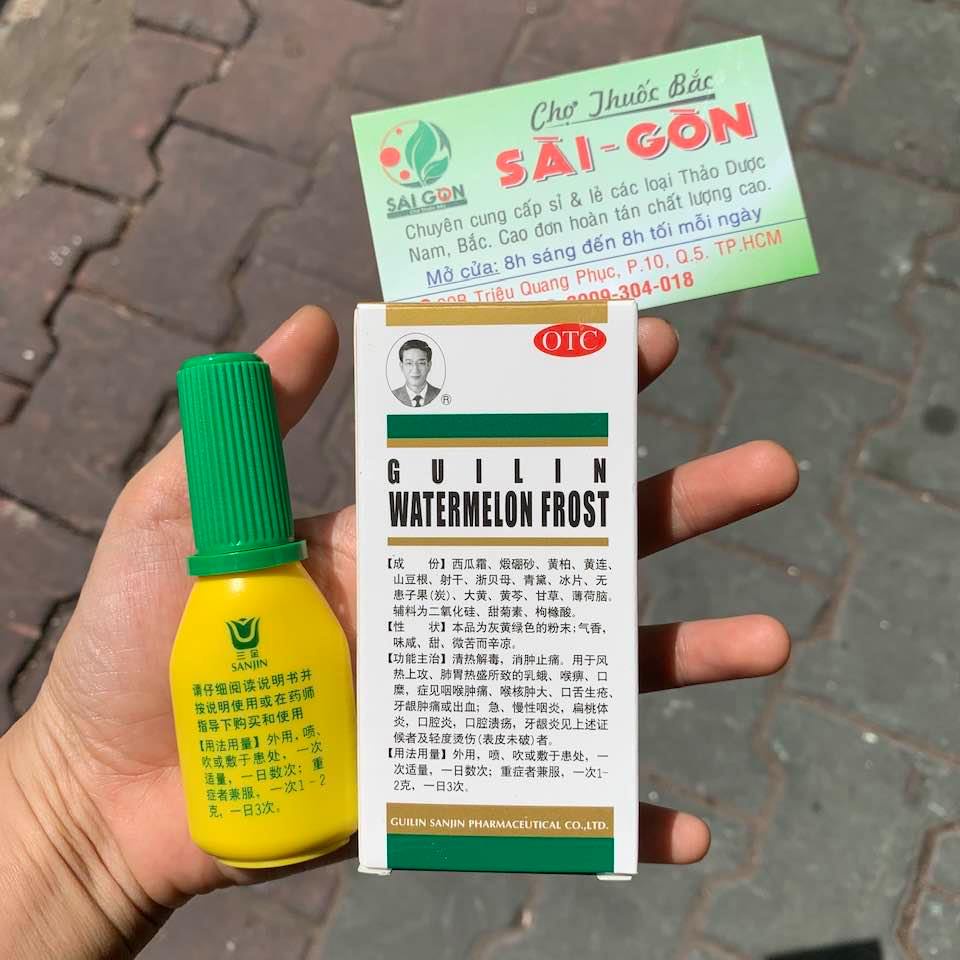 Chợ Thuốc Bắc
SÀI-GÒN
SÀI GÒN
Chuyên cung cấp sỉ & lẻ các loại Thảo Dược
Nam, Bắc. Cao đơn hoàn tán chất lượng cao.
Mở cửa: 8h sáng đến 8h tối mỗi ngày
Triệu Quang Phục, P.10, Q.5. TP.HCM
OTC
®
GUILIN
WATERMELON FROST
【成 份】西瓜霜、煅硼砂、黄柏、黄连、
山豆根、射干、浙贝母、青黛、冰片、无
患子果(炭)、大黄、黄芩、甘草、薄荷脑。
辅料为二氧化硅、甜菊素、枸橼酸。
【性 状】本品为灰黄绿色的粉末；气香，
味咸、甜、微苦而辛凉。
【功能主治】清热解毒，消肿止痛。用于风
热上攻、肺胃热盛所致的乳蛾、喉痹、口
糜，症见咽喉肿痛、喉核肿大、口舌生疮、
牙龈肿痛或出血；急、慢性咽炎，扁桃体
炎，口腔炎，口腔溃疡，牙龈炎见上述证
候者及轻度烫伤(表皮未破)者。
【用法用量】外用，喷、吹或敷于患处，一
次适量，一日数次；重症者兼服，一次1-
2克，一日3次。
GUILIN SANJIN PHARMACEUTICAL CO.,LTD.
三金
SANJIN
请仔细阅读说明书并
按说明使用或在药师
指导下购买和使用
【用法用量】外用，喷、
吹或敷于患处，一次
适量，一日数次；重
症者兼服，一次1-2
克，一日3次。